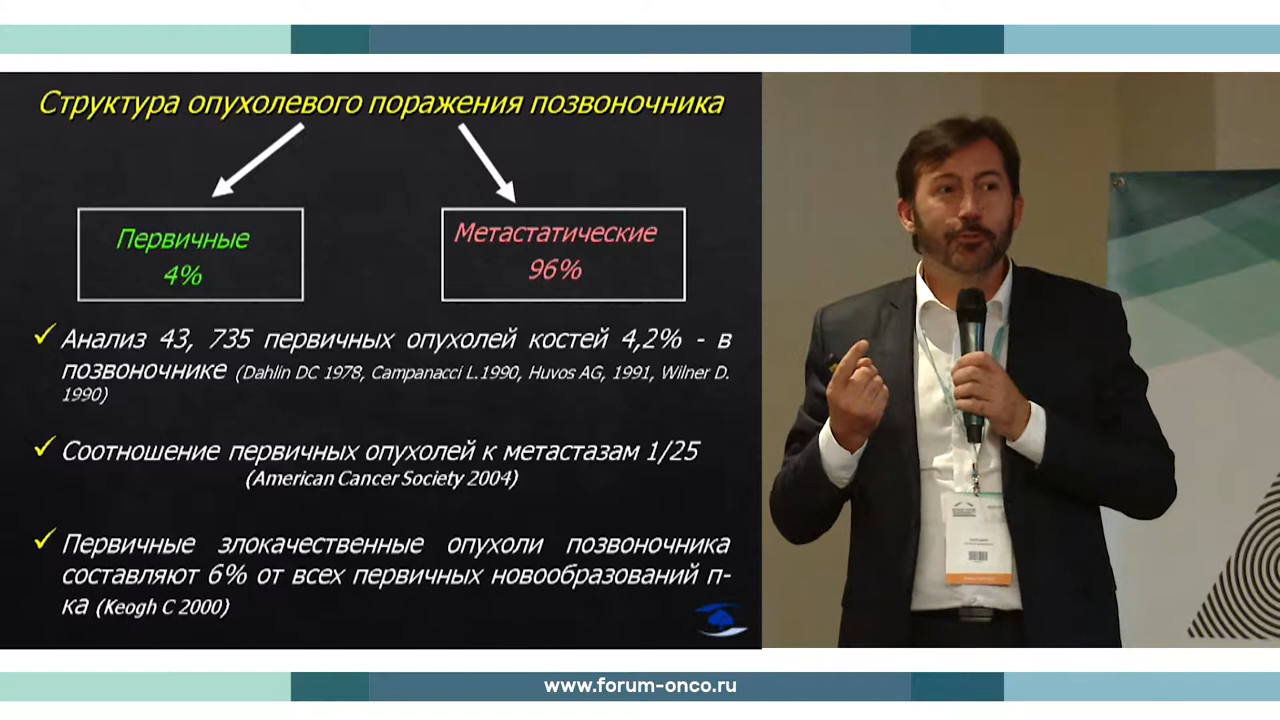 Структура опухолевого поражения позвоночника
Первичные
4%
Метастатические
96%
Анализ 43, 735 первичных опухолей костей 4,2% - в
позвоночнике (Dahlin DC 1978, Campanacci L.1990, Huvos AG, 1991, Wilner D.
1990)
Соотношение первичных опухолей к метастазам 1/25
(American Cancer Society 2004)
Первичные злокачественные опухоли позвоночника
составляют 6% от всех первичных новообразований п-
ка (Keogh C 2000)
www.forum-onco.ru